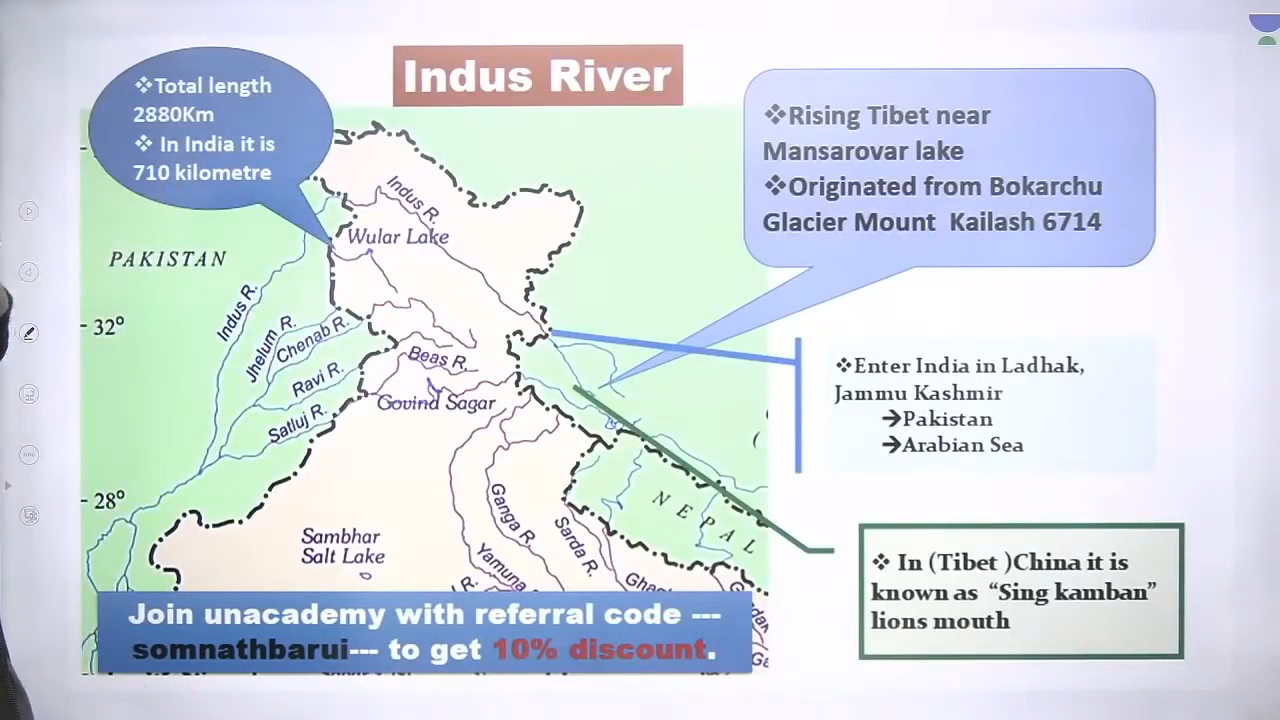 Indus River
❖Total length
2880Km
❖ In India it is
710 kilometre
❖Rising Tibet near
Mansarovar lake
❖Originated from Bokarchu
Glacier Mount Kailash 6714
Indus R.
Wular Lake
PAKISTAN
Indus R.
32°
Jhelum R.
Chenab R.
Beas R.
Ravi R.
Govind Sagar
Satluj R.
❖Enter India in Ladhak,
Jammu Kashmir
➔Pakistan
➔Arabian Sea
28°
NEPAL
Ganga R.
Sarda R.
Sambhar
Salt Lake
Yamuna
R.
❖ In (Tibet )China it is
known as "Sing kamban"
lions mouth
Join unacademy with referral code ---
somnathbarui--- to get 10% discount.